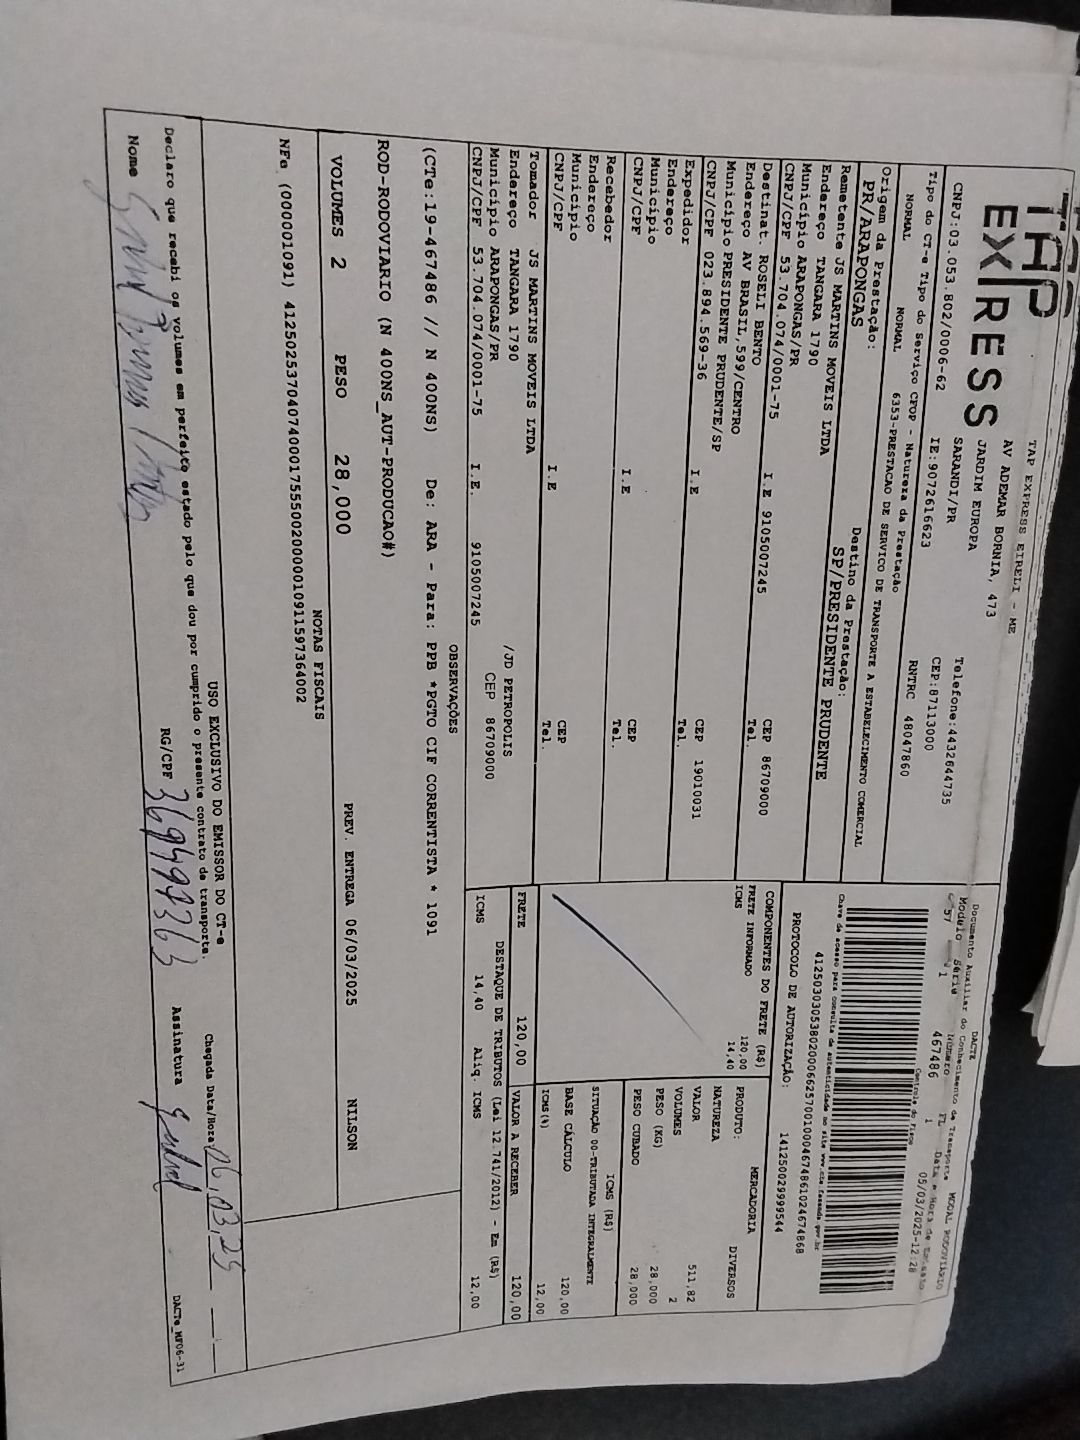 TAP
EXPRESS
TAP EXPRESS EIRELI - ME
AV ADEMAR BORNIA, 473
JARDIM EUROPA
SARANDI/PR
Telefone:4432644735
CEP:87113000
CNPJ:03.053.802/0006-62 IE:9072616623 RNTRC 48047860
Tipo do CT-e Tipo do Serviço CFOP - Natureza da Prestação
NORMAL NORMAL 6353-PRESTACAO DE SERVICO DE TRANSPORTE A ESTABELECIMENTO COMERCIAL
Origem da Prestação: Destino da Prestação:
PR/ARAPONGAS SP/PRESIDENTE PRUDENTE
Remetente JS MARTINS MOVEIS LTDA
Endereço TANGARA 1790
Município ARAPONGAS/PR CEP 86709000
CNPJ/CPF 53.704.074/0001-75 I.E 9105007245 Tel.
Destinat. ROSELI BENTO
Endereço AV BRASIL,599/CENTRO
Município PRESIDENTE PRUDENTE/SP CEP 19010031
CNPJ/CPF 023.894.569-36 I.E Tel.
Expedidor
Endereço
Município CEP
CNPJ/CPF I.E Tel.
Recebedor
Endereço
Município CEP
CNPJ/CPF I.E Tel.
Tomador JS MARTINS MOVEIS LTDA
Endereço TANGARA 1790 /JD PETROPOLIS
Município ARAPONGAS/PR CEP 86709000
CNPJ/CPF 53.704.074/0001-75 I.E. 9105007245
DACTE MODAL RODOVIÁRIO
Documento Auxiliar do Conhecimento de Transporte
Modulo Série Número FL Data e Hora de Emissão
57 1 467486 1 05/03/2025-12:28
Controle do Fisco
Chave de acesso para consulta de autenticidade no site www.cte.fazenda.gov.br
41250303053802000662570010004674861024674868
PROTOCOLO DE AUTORIZAÇÃO: 141250029999544
COMPONENTES DO FRETE (R$)
FRETE INFORMADO 120,00
ICMS 14,40
PRODUTO: MERCADORIA
NATUREZA DIVERSOS
VALOR 511,82
VOLUMES 2
PESO (KG) 28,000
PESO CUBADO 28,000
ICMS (R$)
SITUAÇÃO 00-TRIBUTADA INTEGRALMENTE
BASE CÁLCULO 120,00
ICMS(%) 12,00
FRETE 120,00 VALOR A RECEBER 120,00
DESTAQUE DE TRIBUTOS (Lei 12.741/2012) - Em (R$)
ICMS 14,40 Aliq. ICMS 12,00
OBSERVAÇÕES
(CTe:19-467486 // N 400NS) De: ARA - Para: PPB *PGTO CIF CORRENTISTA * 1091
ROD-RODOVIARIO (N 400NS_AUT-PRODUCAO#)
VOLUMES 2 PESO 28,000 PREV. ENTREGA 06/03/2025 NILSON
NOTAS FISCAIS
NFe (000001091) 41250253704074000175550020000010911597364002
USO EXCLUSIVO DO EMISSOR DO CT-e
Declaro que recebi os volumes em perfeito estado pelo que dou por cumprido o presente contrato de transporte.
Chegada Data/Hora: 06,03,25
Nome RG/CPF Assinatura
DACTe_MF06-31